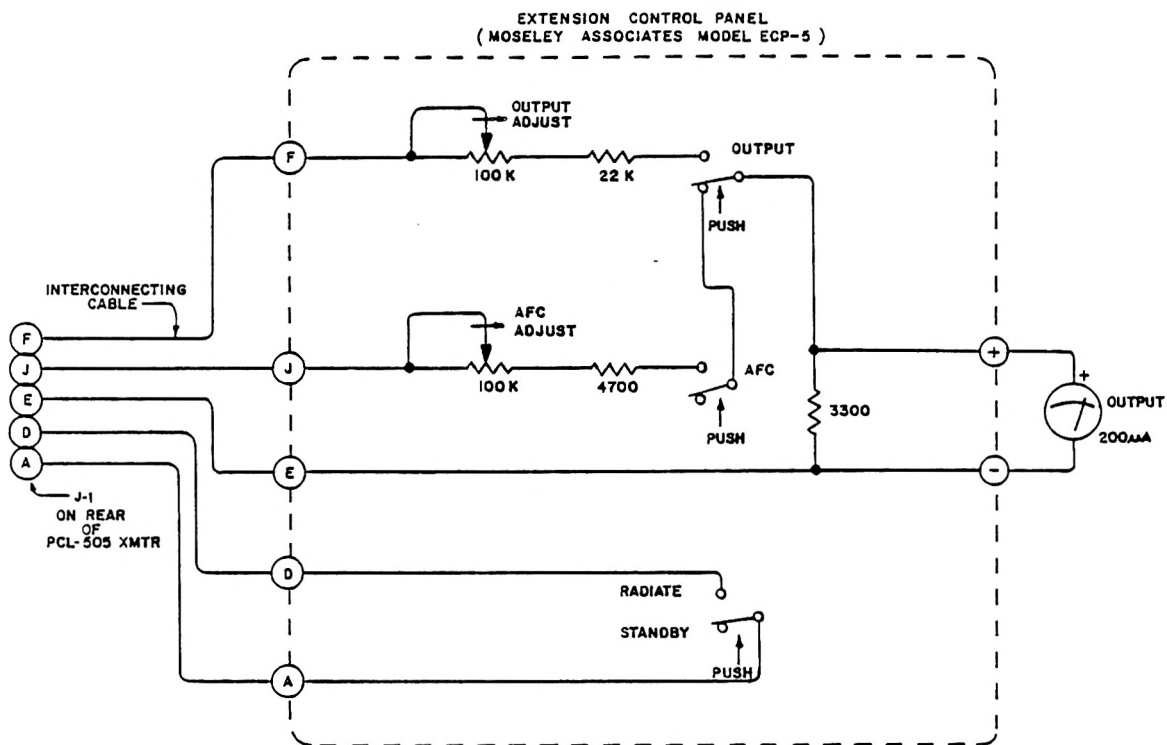 EXTENSION CONTROL PANEL
( MOSELEY ASSOCIATES MODEL ECP-5 )
OUTPUT
ADJUST
F
100 K
22 K
OUTPUT
PUSH
INTERCONNECTING
CABLE
AFC
ADJUST
F
J
E
D
A
J
100 K
4700
AFC
PUSH
3300
+
+
OUTPUT
200μμA
-
E
J-1
ON REAR
OF
PCL-505 XMTR
D
RADIATE
STANDBY
PUSH
A